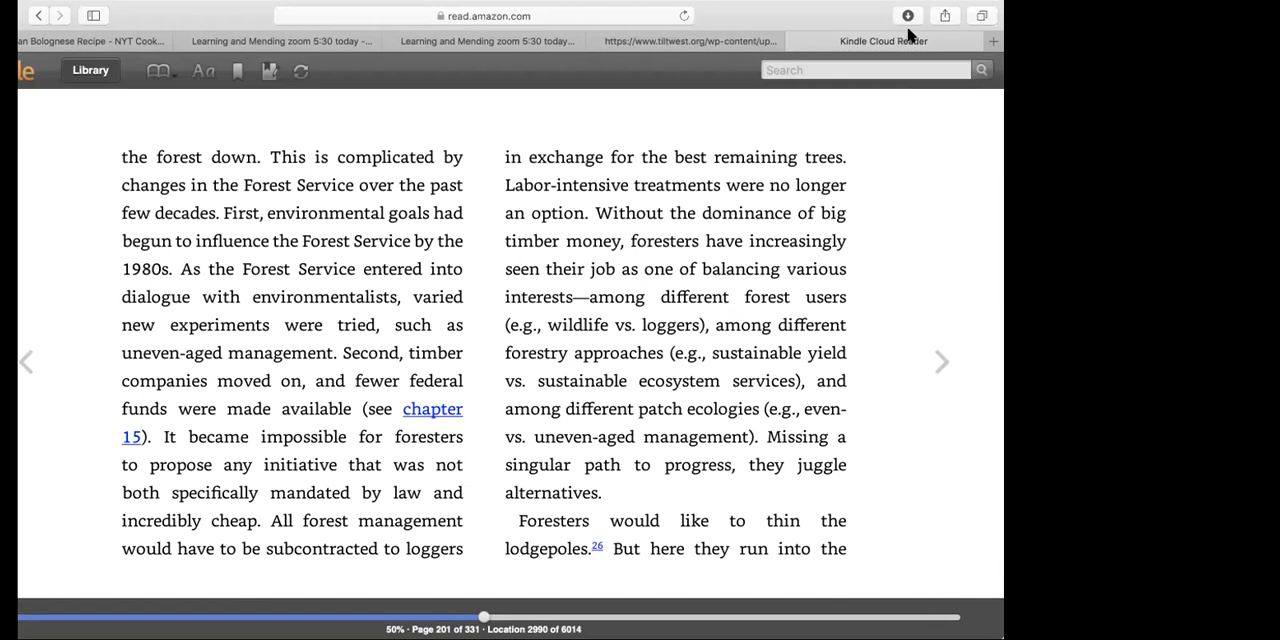 read.amazon.com
an Bolognese Recipe - NYT Cook...
Learning and Mending zoom 5:30 today -...
Learning and Mending zoom 5:30 today...
https://www.tiltwest.org/wp-content/up...
Kindle Cloud Reader
le
Library
Aa
Search
the forest down. This is complicated by
changes in the Forest Service over the past
few decades. First, environmental goals had
begun to influence the Forest Service by the
1980s. As the Forest Service entered into
dialogue with environmentalists, varied
new experiments were tried, such as
uneven-aged management. Second, timber
companies moved on, and fewer federal
funds were made available (see chapter
15). It became impossible for foresters
to propose any initiative that was not
both specifically mandated by law and
incredibly cheap. All forest management
would have to be subcontracted to loggers
in exchange for the best remaining trees.
Labor-intensive treatments were no longer
an option. Without the dominance of big
timber money, foresters have increasingly
seen their job as one of balancing various
interests—among different forest users
(e.g., wildlife vs. loggers), among different
forestry approaches (e.g., sustainable yield
vs. sustainable ecosystem services), and
among different patch ecologies (e.g., even-
vs. uneven-aged management). Missing a
singular path to progress, they juggle
alternatives.
Foresters would like to thin the
lodgepoles.26 But here they run into the
50% · Page 201 of 331 · Location 2990 of 6014